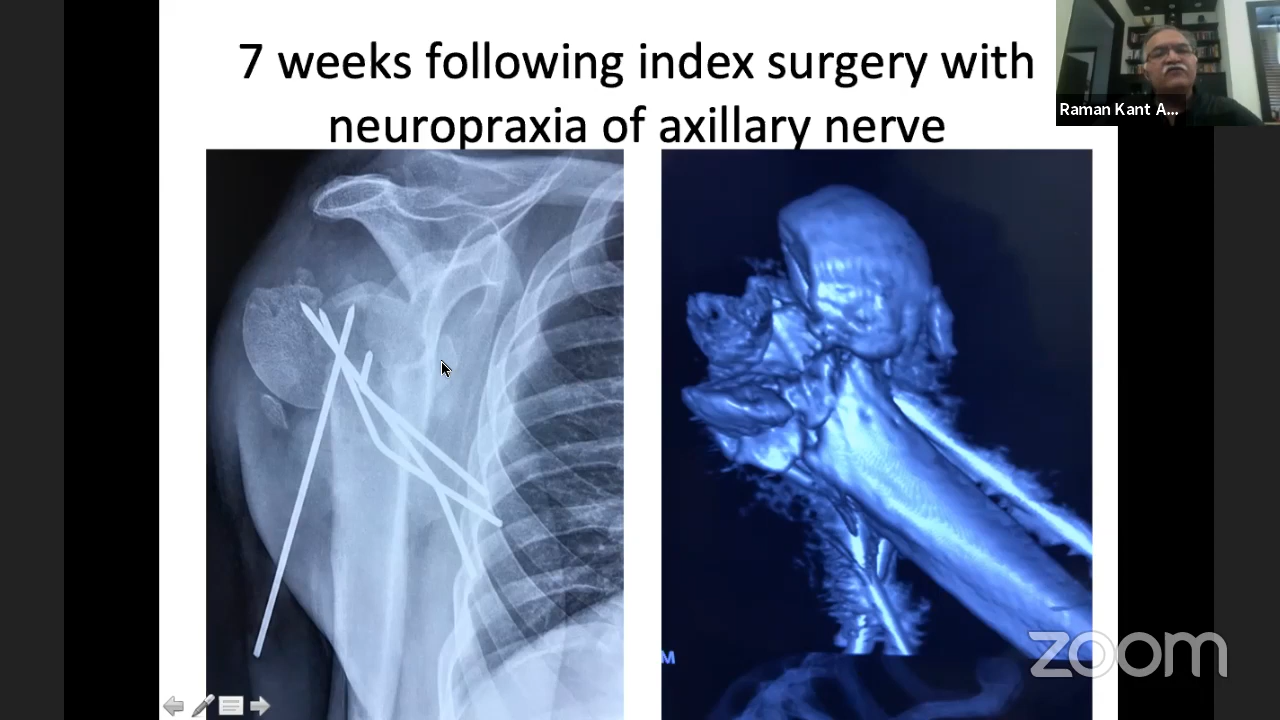 7 weeks following index surgery with
neuropraxia of axillary nerve
Raman Kant A...
M
zoom